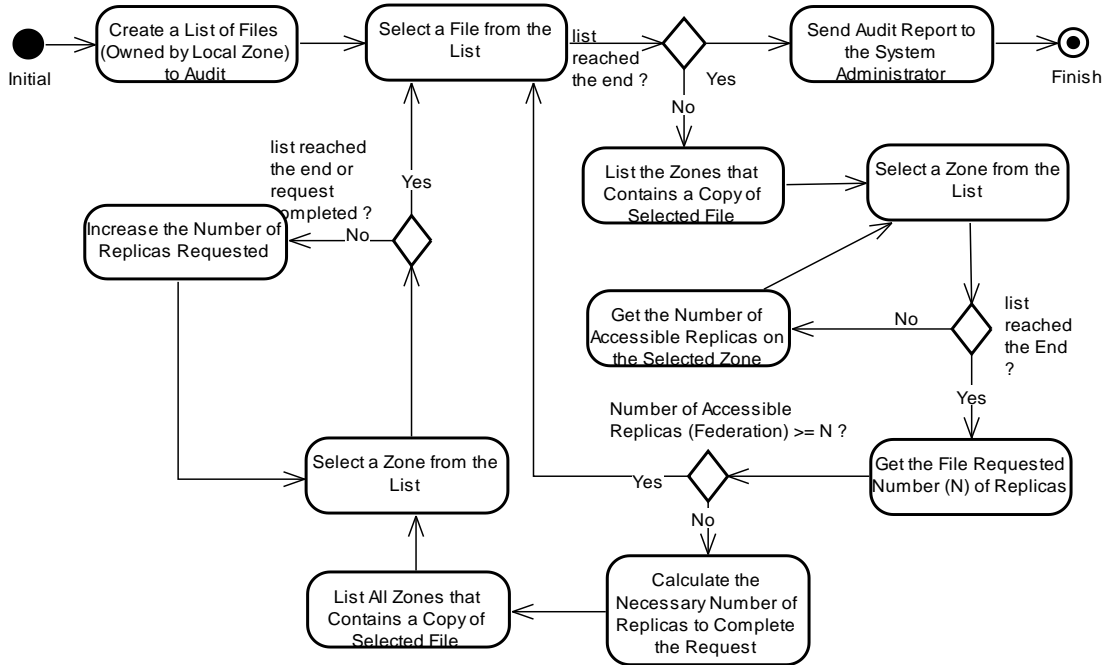 Initial
Create a List of Files
(Owned by Local Zone)
to Audit
Select a File from the
List
list
reached
the end ?
Yes
No
Send Audit Report to
the System
Administrator
Finish
List the Zones that
Contains a Copy of
Selected File
Select a Zone from the
List
list
reached
the End
?
No
Yes
Get the Number of
Accessible Replicas on
the Selected Zone
Get the File Requested
Number (N) of Replicas
Number of Accessible
Replicas (Federation) >= N ?
Yes
No
Calculate the
Necessary Number of
Replicas to Complete
the Request
List All Zones that
Contains a Copy of
Selected File
Select a Zone from the
List
list reached
the end or
request
completed ?
Yes
No
Increase the Number of
Replicas Requested